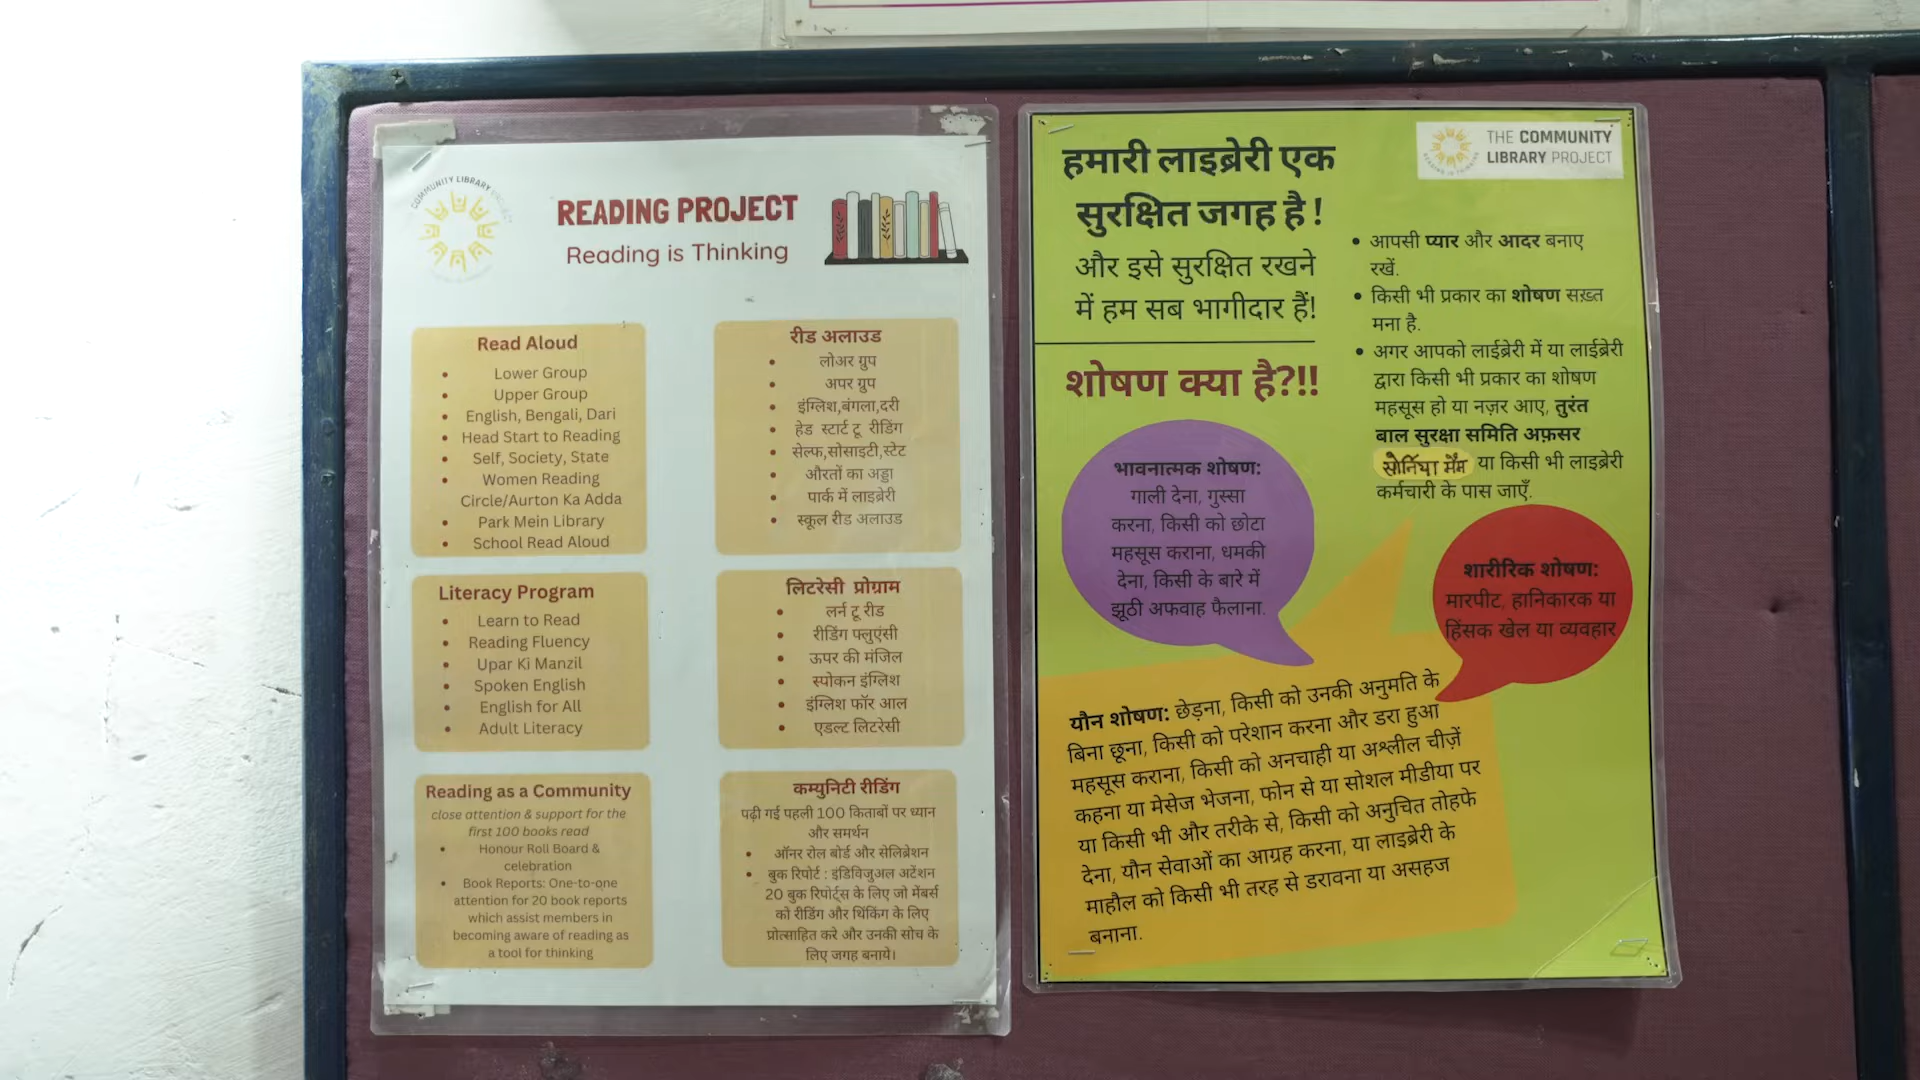 COMMUNITY LIBRARY
READING PROJECT
Reading is Thinking
Read Aloud
Lower Group
Upper Group
English, Bengali, Dari
Head Start to Reading
Self, Society, State
Women Reading
Circle/Aurton Ka Adda
Park Mein Library
School Read Aloud
रीड अलाउड
लोअर ग्रुप
अपर ग्रुप
इंग्लिश,बंगला,दरी
हेड स्टार्ट टू रीडिंग
सेल्फ,सोसाइटी,स्टेट
औरतों का अड्डा
पार्क में लाइब्रेरी
स्कूल रीड अलाउड
Literacy Program
Learn to Read
Reading Fluency
Upar Ki Manzil
Spoken English
English for All
Adult Literacy
लिटरेसी प्रोग्राम
लर्न टू रीड
रीडिंग फ्लुएंसी
ऊपर की मंजिल
स्पोकन इंग्लिश
इंग्लिश फॉर आल
एडल्ट लिटरेसी
Reading as a Community
close attention & support for the
first 100 books read
Honour Roll Board &
celebration
Book Reports: One-to-one
attention for 20 book reports
which assist members in
becoming aware of reading as
a tool for thinking
कम्युनिटी रीडिंग
पढ़ी गई पहली 100 किताबों पर ध्यान
और समर्थन
ऑनर रोल बोर्ड और सेलिब्रेशन
बुक रिपोर्ट : इंडिविजुअल अटेंशन
20 बुक रिपोर्ट्स के लिए जो मेंबर्स
को रीडिंग और थिंकिंग के लिए
प्रोत्साहित करे और उनकी सोच के
लिए जगह बनाये।
हमारी लाइब्रेरी एक
सुरक्षित जगह है !
और इसे सुरक्षित रखने
में हम सब भागीदार हैं!
THE COMMUNITY
LIBRARY PROJECT
आपसी प्यार और आदर बनाए
रखें.
किसी भी प्रकार का शोषण सख़्त
मना है.
अगर आपको लाईब्रेरी में या लाईब्रेरी
द्वारा किसी भी प्रकार का शोषण
महसूस हो या नज़र आए, तुरंत
बाल सुरक्षा समिति अफ़सर
सोनिया मैम या किसी भी लाइब्रेरी
कर्मचारी के पास जाएँ.
शोषण क्या है?!!
भावनात्मक शोषण:
गाली देना, गुस्सा
करना, किसी को छोटा
महसूस कराना, धमकी
देना, किसी के बारे में
झूठी अफवाह फैलाना.
शारीरिक शोषण:
मारपीट, हानिकारक या
हिंसक खेल या व्यवहार
यौन शोषण: छेड़ना, किसी को उनकी अनुमति के
बिना छूना, किसी को परेशान करना और डरा हुआ
महसूस कराना, किसी को अनचाही या अश्लील चीज़ें
कहना या मेसेज भेजना, फोन से या सोशल मीडीया पर
या किसी भी और तरीके से, किसी को अनुचित तोहफे
देना, यौन सेवाओं का आग्रह करना, या लाइब्रेरी के
माहौल को किसी भी तरह से डरावना या असहज
बनाना.